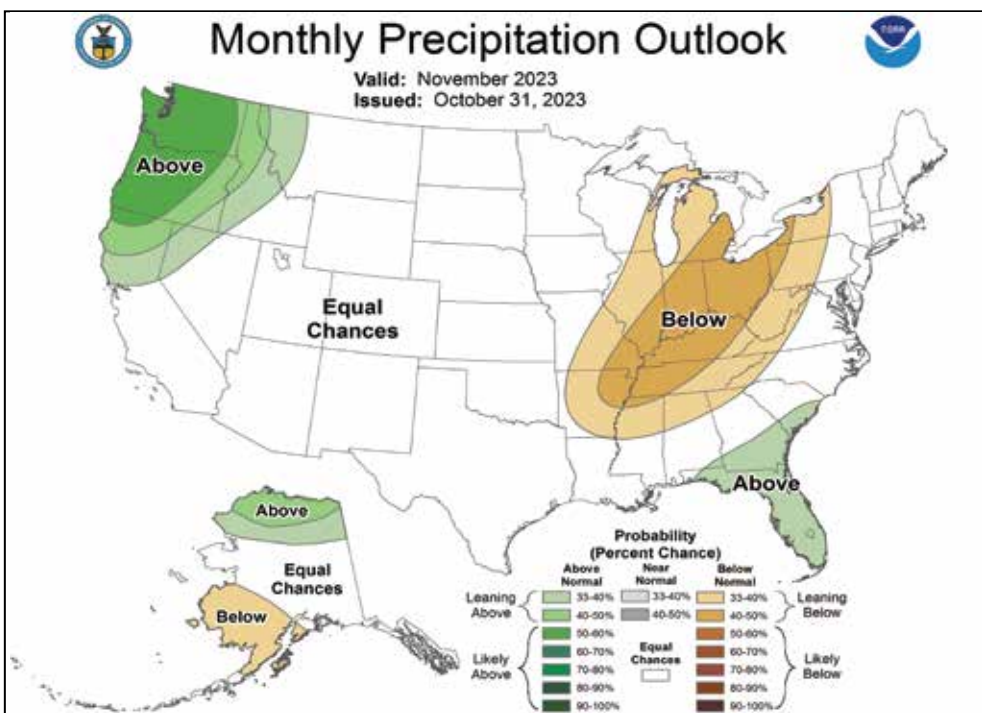 Monthly Precipitation Outlook
Valid: November 2023
Issued: October 31, 2023
Above
Equal
Chances
Below
Above
Above
Equal
Chances
Below
Probability
(Percent Chance)
Above
Normal
Near
Normal
Below
Normal
Leaning
Above
33-40%
33-40%
33-40%
Leaning
Below
40-50%
40-50%
40-50%
Likely
Above
50-60%
50-60%
Likely
Below
60-70%
60-70%
70-80%
Equal
Chances
70-80%
80-90%
80-90%
90-100%
90-100%